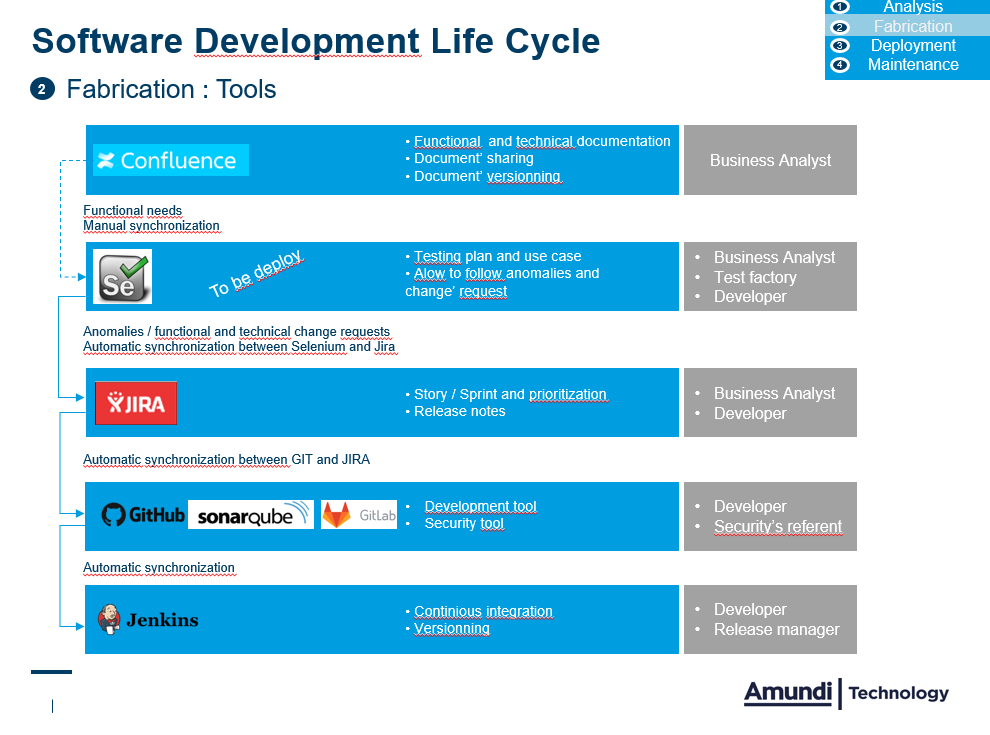 Software Development Life Cycle
1 Analysis
2 Fabrication
3 Deployment
4 Maintenance
2 Fabrication : Tools
Confluence
• Functional and technical documentation
• Document' sharing
• Document' versionning
Business Analyst
Functional needs
Manual synchronization
Se
To be deploy
• Testing plan and use case
• Alow to follow anomalies and
change' request
• Business Analyst
• Test factory
• Developer
Anomalies / functional and technical change requests
Automatic synchronization between Selenium and Jira
JIRA
• Story / Sprint and prioritization
• Release notes
• Business Analyst
• Developer
Automatic synchronization between GIT and JIRA
GitHub sonarqube GitLab
• Development tool
• Security tool
• Developer
• Security's referent
Automatic synchronization
Jenkins
• Continious integration
• Versionning
• Developer
• Release manager
Amundi Technology